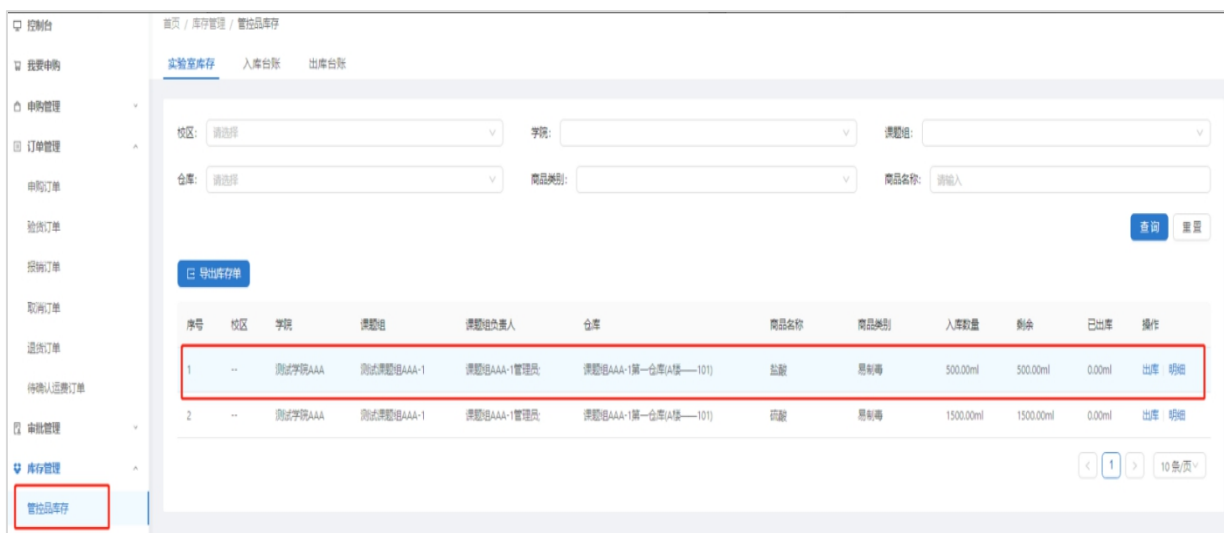 控制台
我要申购
申购管理
订单管理
申购订单
验货订单
报销订单
取消订单
退货订单
待确认运费订单
审批管理
库存管理
管控品库存
首页 / 库存管理 / 管控品库存
实验室库存 入库台账 出库台账
校区: 请选择 学院: 课题组:
仓库: 请选择 商品类别: 商品名称: 请输入
查询 重置
导出库存单
序号 校区 学院 课题组 课题组负责人 仓库 商品名称 商品类别 入库数量 剩余 已出库 操作
1 -- 测试学院AAA 测试课题组AAA-1 课题组AAA-1管理员; 课题组AAA-1第一仓库(A楼——101) 盐酸 易制毒 500.00ml 500.00ml 0.00ml 出库 明细
2 -- 测试学院AAA 测试课题组AAA-1 课题组AAA-1管理员; 课题组AAA-1第一仓库(A楼——101) 硫酸 易制毒 1500.00ml 1500.00ml 0.00ml 出库 明细
< 1 > 10 条/页